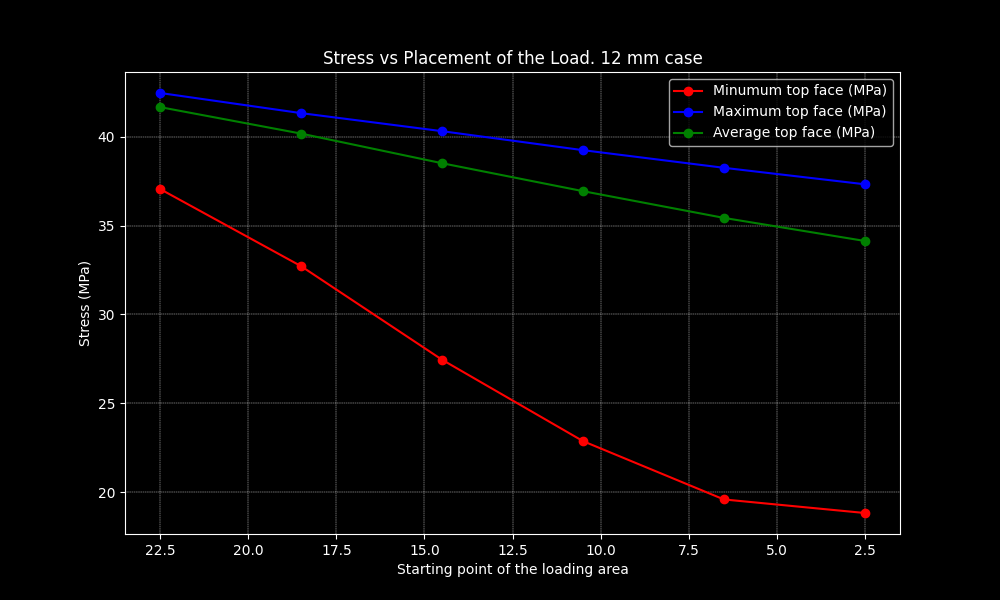 Stress vs Placement of the Load. 12 mm case
Minumum top face (MPa)
Maximum top face (MPa)
Average top face (MPa)
Stress (MPa)
40
35
30
25
20
22.5 20.0 17.5 15.0 12.5 10.0 7.5 5.0 2.5
Starting point of the loading area